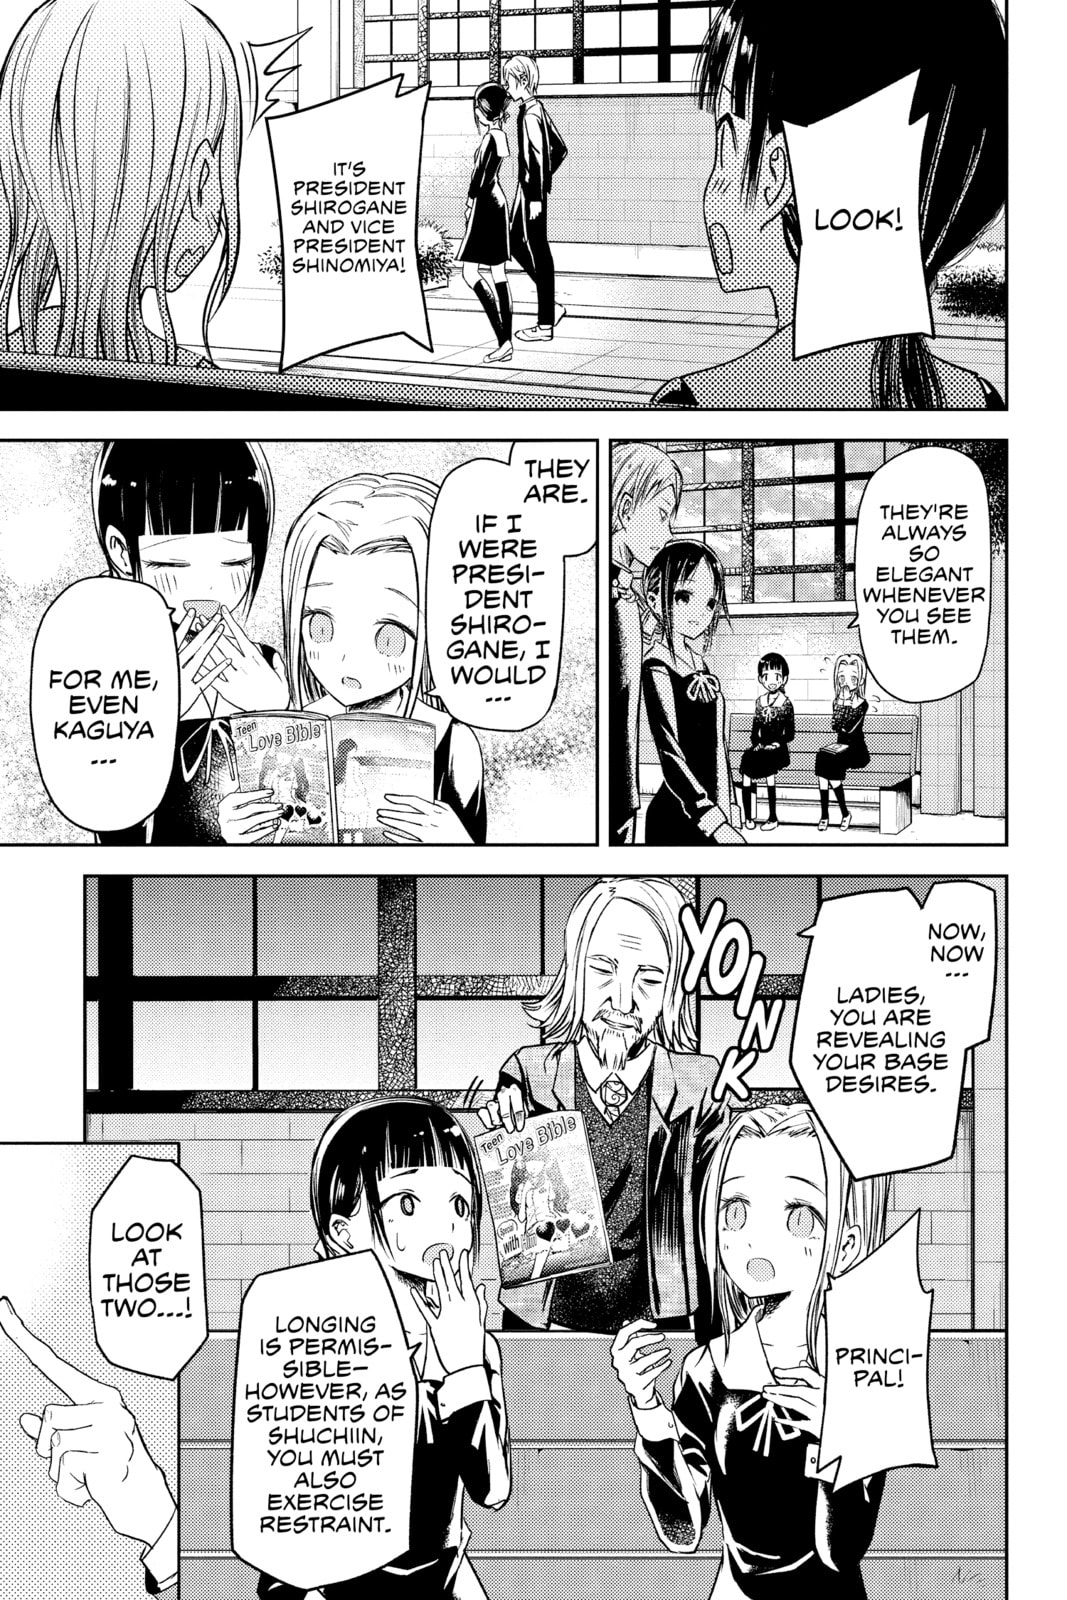 LOOK!
IT'S
PRESIDENT
SHIROGANE
AND VICE
PRESIDENT
SHINOMIYA!
THEY'RE
ALWAYS
SO
ELEGANT
WHENEVER
YOU SEE
THEM.
THEY
ARE.
IF I
WERE
PRESI-
DENT
SHIRO-
GANE, I
WOULD
...
FOR ME,
EVEN
KAGUYA
...
Teen
Love Bible
YOINK
NOW,
NOW
...
LADIES,
YOU ARE
REVEALING
YOUR BASE
DESIRES.
Teen
Love Bible
Special
with
PRINCI-
PAL!
LONGING
IS PERMIS-
SIBLE—
HOWEVER, AS
STUDENTS OF
SHUCHIIN,
YOU MUST
ALSO
EXERCISE
RESTRAINT.
LOOK
AT
THOSE
TWO...!